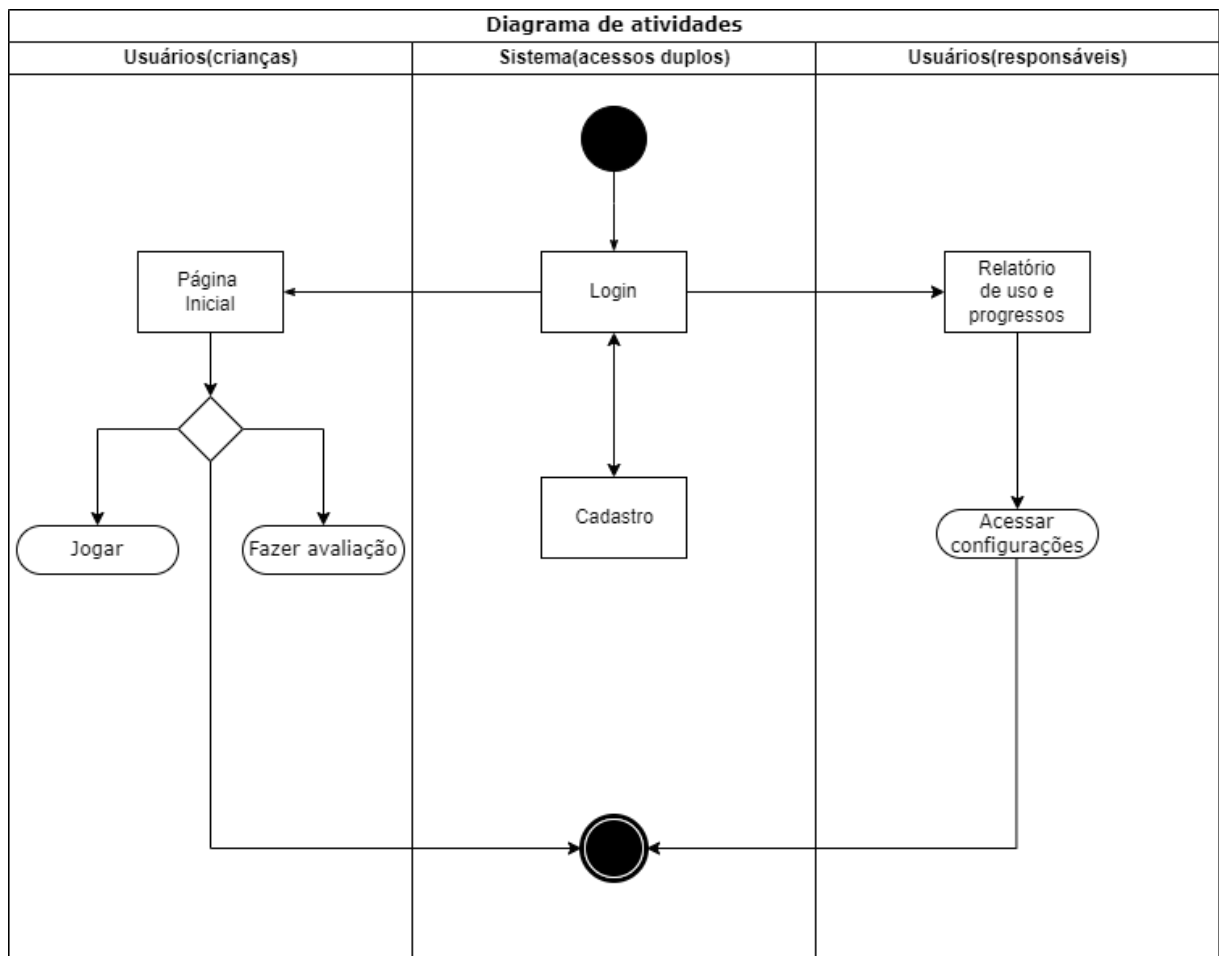 Diagrama de atividades
Usuários(crianças)
Sistema(acessos duplos)
Usuários(responsáveis)
Página
Inicial
Login
Relatório
de uso e
progressos
Cadastro
Jogar
Fazer avaliação
Acessar
configurações